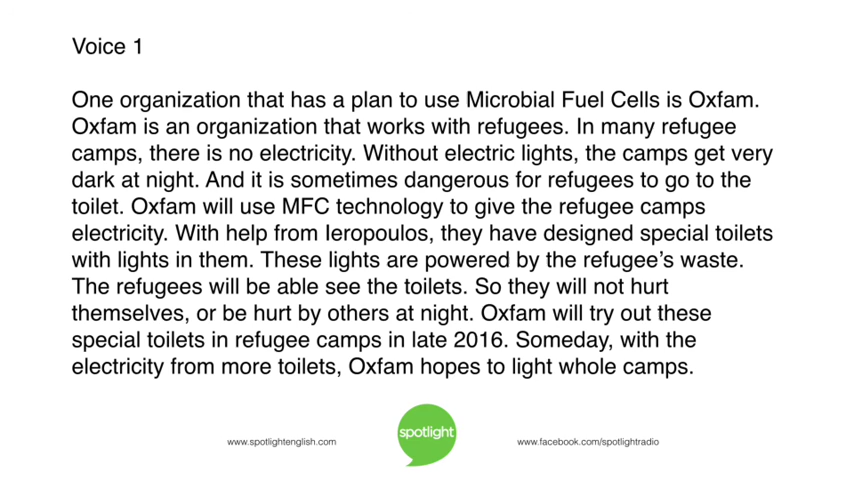 Voice 1
One organization that has a plan to use Microbial Fuel Cells is Oxfam.
Oxfam is an organization that works with refugees. In many refugee
camps, there is no electricity. Without electric lights, the camps get very
dark at night. And it is sometimes dangerous for refugees to go to the
toilet. Oxfam will use MFC technology to give the refugee camps
electricity. With help from Ieropoulos, they have designed special toilets
with lights in them. These lights are powered by the refugee’s waste.
The refugees will be able see the toilets. So they will not hurt
themselves, or be hurt by others at night. Oxfam will try out these
special toilets in refugee camps in late 2016. Someday, with the
electricity from more toilets, Oxfam hopes to light whole camps.
www.spotlightenglish.com
spotlight
www.facebook.com/spotlightradio